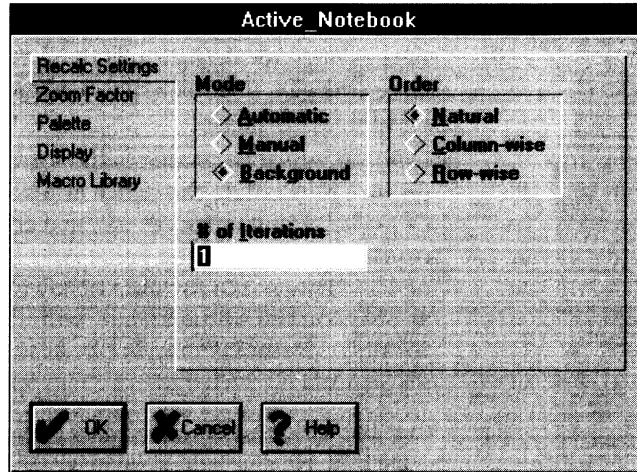 Active_Notebook
Recalc Settings
Zoom Factor
Palette
Display
Macro Library
Mode
Automatic
Manual
Background
Order
Natural
Column-wise
Row-wise
# of Iterations
1
OK
Cancel
Help